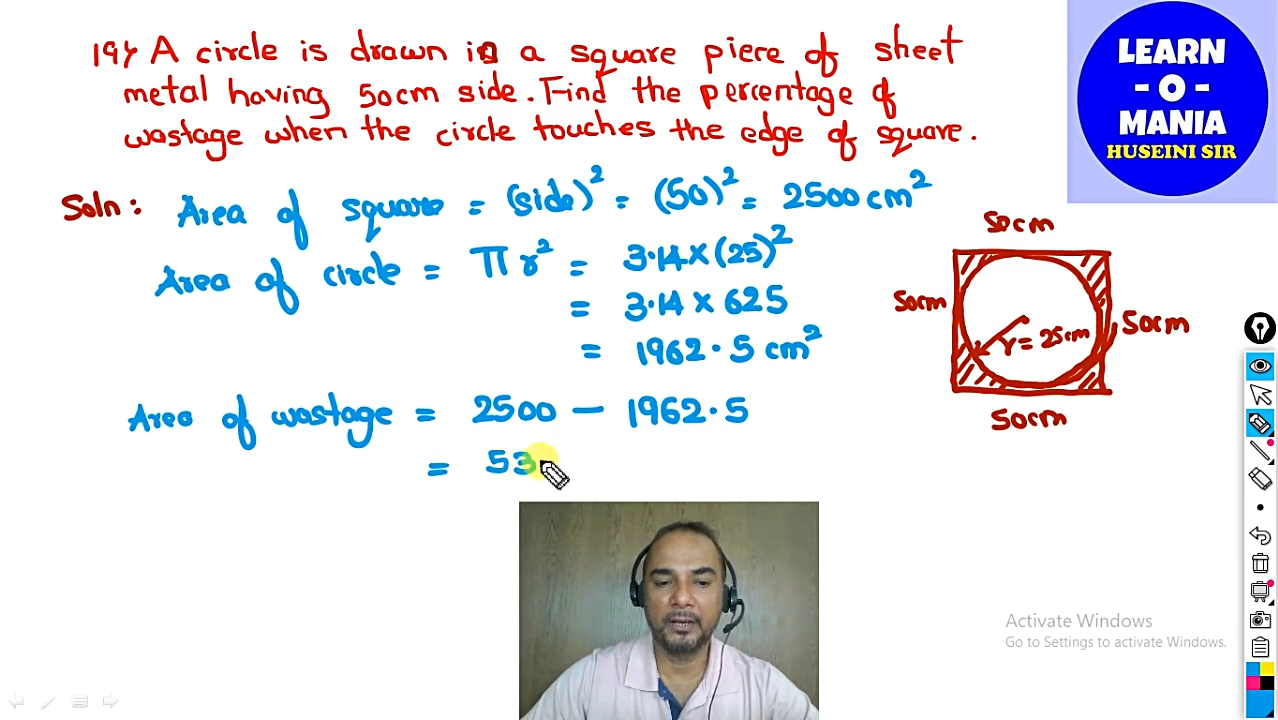 19) A circle is drawn in a square piece of sheet
metal having 50cm side. Find the percentage of
wastage when the circle touches the edge of square.
LEARN
- O -
MANIA
HUSEINI SIR
Soln: Area of square = (side)² = (50)² = 2500 cm²
Area of circle = πr² = 3.14 × (25)²
= 3.14 × 625
= 1962.5 cm²
Area of wastage = 2500 - 1962.5
= 53
50cm
50cm
50cm
r = 25cm
50cm
Activate Windows
Go to Settings to activate Windows.